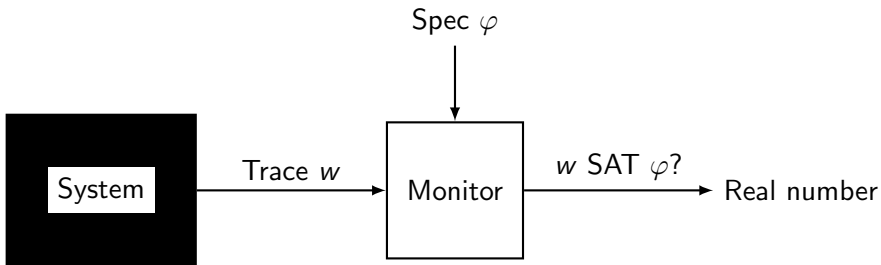 Spec φ
System
Trace w
Monitor
w SAT φ?
Real number